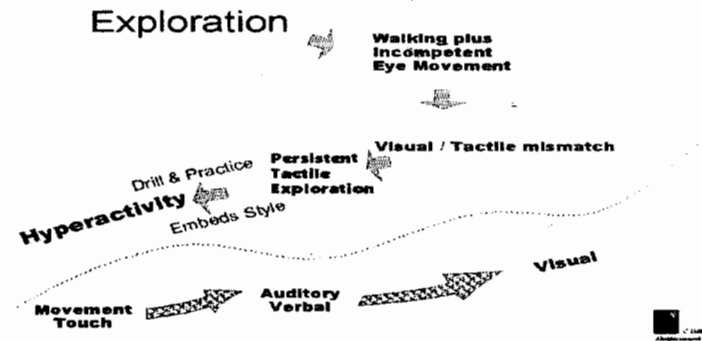 Exploration
Walking plus
Incompetent
Eye Movement
Visual / Tactile mismatch
Persistent
Tactile
Exploration
Drill & Practice
Hyperactivity
Embeds Style
Movement
Touch
Auditory
Verbal
Visual